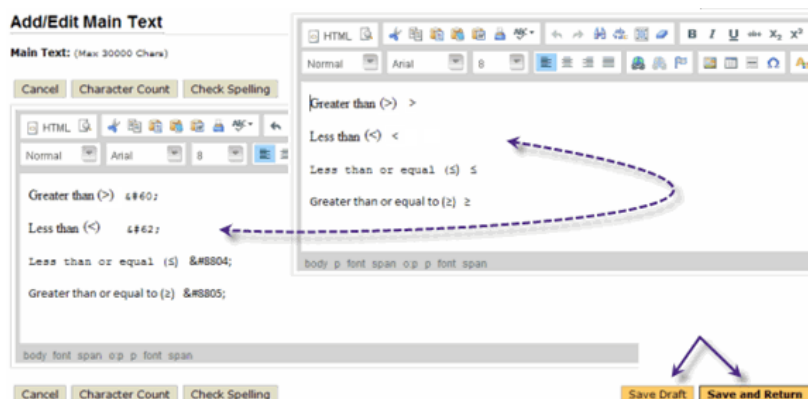 Add/Edit Main Text
Main Text: (Max 30000 Chars)
Cancel Character Count Check Spelling
HTML ABC
Normal Arial 8
Greater than (>) &#60;
Less than (<) &#62;
Less than or equal (≤) &#8804;
Greater than or equal to (≥) &#8805;
body font span o:p p font span
Cancel Character Count Check Spelling
HTML ABC B I U abc X₂ X²
Normal Arial 8 Ω
Greater than (>) >
Less than (<) <
Less than or equal (≤) ≤
Greater than or equal to (≥) ≥
body p font span o:p p font span
Save Draft Save and Return